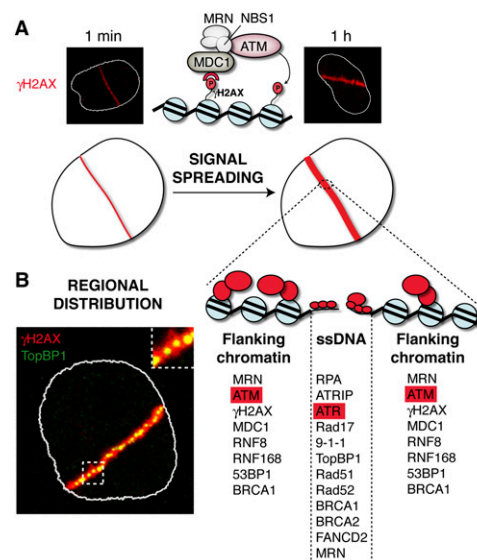 A
1 min
MRN
NBS1
ATM
MDC1
1 h
γH2AX
P
γH2AX
P
SIGNAL
SPREADING
B
REGIONAL
DISTRIBUTION
γH2AX
TopBP1
Flanking
chromatin
MRN
ATM
γH2AX
MDC1
RNF8
RNF168
53BP1
BRCA1
ssDNA
RPA
ATRIP
ATR
Rad17
9-1-1
TopBP1
Rad51
Rad52
BRCA1
BRCA2
FANCD2
MRN
Flanking
chromatin
MRN
ATM
γH2AX
MDC1
RNF8
RNF168
53BP1
BRCA1